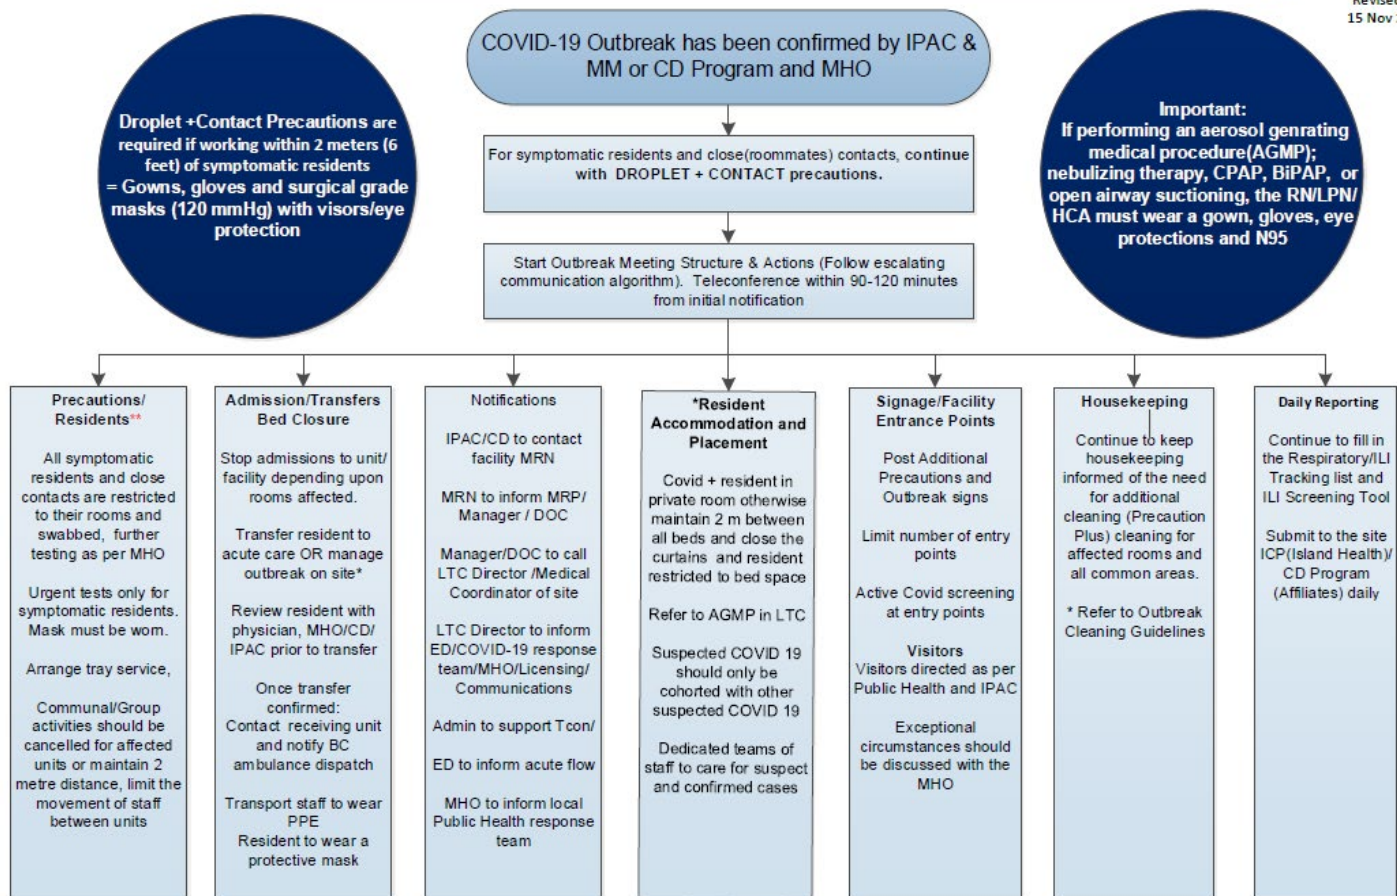 Revised
15 Nov
COVID-19 Outbreak has been confirmed by IPAC &
MM or CD Program and MHO
Droplet +Contact Precautions are
required if working within 2 meters (6
feet) of symptomatic residents
= Gowns, gloves and surgical grade
masks (120 mmHg) with visors/eye
protection
Important:
If performing an aerosol genrating
medical procedure(AGMP);
nebulizing therapy, CPAP, BiPAP, or
open airway suctioning, the RN/LPN/
HCA must wear a gown, gloves, eye
protections and N95
For symptomatic residents and close(roommates) contacts, continue
with DROPLET + CONTACT precautions.
Start Outbreak Meeting Structure & Actions (Follow escalating
communication algorithm). Teleconference within 90-120 minutes
from initial notification
Precautions/
Residents**
All symptomatic
residents and close
contacts are restricted
to their rooms and
swabbed, further
testing as per MHO
Urgent tests only for
symptomatic residents.
Mask must be worn.
Arrange tray service,
Communal/Group
activities should be
cancelled for affected
units or maintain 2
metre distance, limit the
movement of staff
between units
Admission/Transfers
Bed Closure
Stop admissions to unit/
facility depending upon
rooms affected.
Transfer resident to
acute care OR manage
outbreak on site*
Review resident with
physician, MHO/CD/
IPAC prior to transfer
Once transfer
confirmed:
Contact receiving unit
and notify BC
ambulance dispatch
Transport staff to wear
PPE
Resident to wear a
protective mask
Notifications
IPAC/CD to contact
facility MRN
MRN to inform MRP/
Manager / DOC
Manager/DOC to call
LTC Director /Medical
Coordinator of site
LTC Director to inform
ED/COVID-19 response
team/MHO/Licensing/
Communications
Admin to support Tcon/
ED to inform acute flow
MHO to inform local
Public Health response
team
*Resident
Accommodation and
Placement
Covid + resident in
private room otherwise
maintain 2 m between
all beds and close the
curtains and resident
restricted to bed space
Refer to AGMP in LTC
Suspected COVID 19
should only be
cohorted with other
suspected COVID 19
Dedicated teams of
staff to care for suspect
and confirmed cases
Signage/Facility
Entrance Points
Post Additional
Precautions and
Outbreak signs
Limit number of entry
points
Active Covid screening
at entry points
Visitors
Visitors directed as per
Public Health and IPAC
Exceptional
circumstances should
be discussed with the
MHO
Housekeeping
Continue to keep
housekeeping
informed of the need
for additional
cleaning (Precaution
Plus) cleaning for
affected rooms and
all common areas.
* Refer to Outbreak
Cleaning Guidelines
Daily Reporting
Continue to fill in
the Respiratory/ILI
Tracking list and
ILI Screening Tool
Submit to the site
ICP(Island Health)/
CD Program
(Affiliates) daily